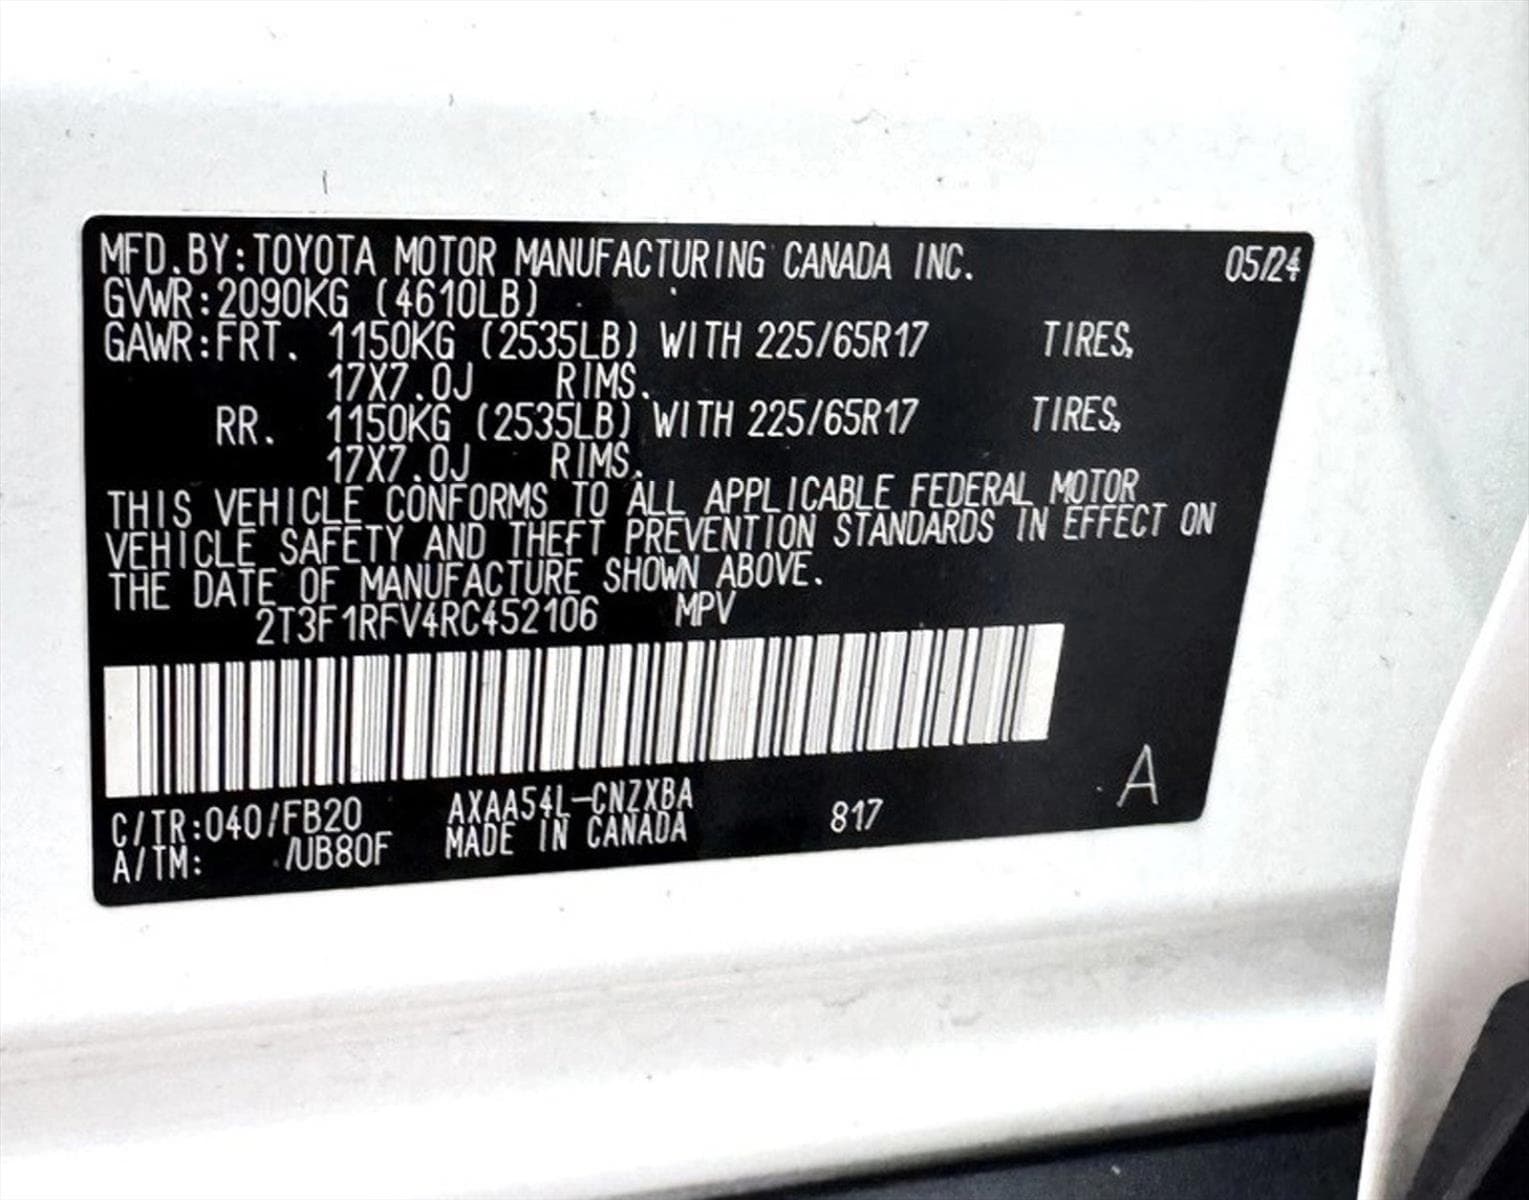 MFD.BY:TOYOTA MOTOR MANUFACTURING CANADA INC. 05/24
GVWR:2090KG (4610LB)
GAWR:FRT. 1150KG (2535LB) WITH 225/65R17 TIRES,
17X7.0J RIMS.
RR. 1150KG (2535LB) WITH 225/65R17 TIRES,
17X7.0J RIMS.
THIS VEHICLE CONFORMS TO ALL APPLICABLE FEDERAL MOTOR
VEHICLE SAFETY AND THEFT PREVENTION STANDARDS IN EFFECT ON
THE DATE OF MANUFACTURE SHOWN ABOVE.
2T3F1RFV4RC452106 MPV
C/TR:040/FB20 AXAA54L-CNZXBA 817 A
A/TM: /UB80F MADE IN CANADA